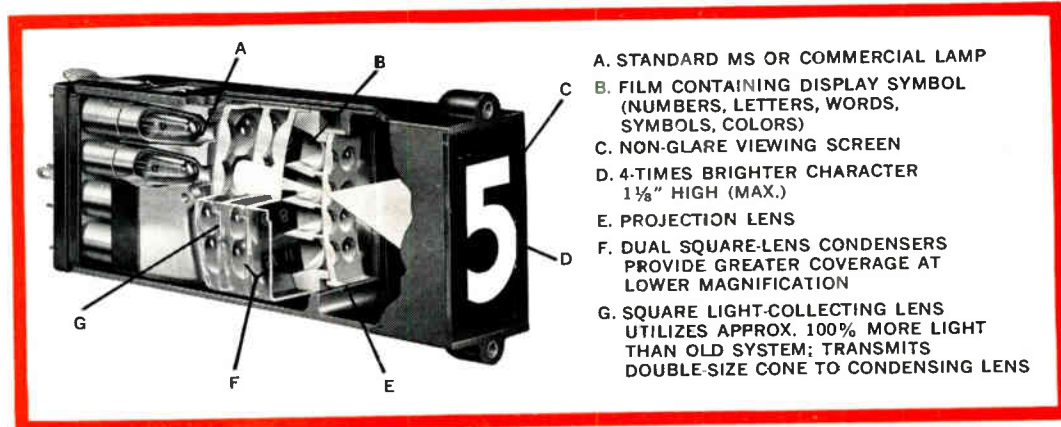 A
B
C
D
E
F
G
5
A. STANDARD MS OR COMMERCIAL LAMP
B. FILM CONTAINING DISPLAY SYMBOL
(NUMBERS, LETTERS, WORDS,
SYMBOLS, COLORS)
C. NON-GLARE VIEWING SCREEN
D. 4-TIMES BRIGHTER CHARACTER
1⅛" HIGH (MAX.)
E. PROJECTION LENS
F. DUAL SQUARE-LENS CONDENSERS
PROVIDE GREATER COVERAGE AT
LOWER MAGNIFICATION
G. SQUARE LIGHT-COLLECTING LENS
UTILIZES APPROX. 100% MORE LIGHT
THAN OLD SYSTEM; TRANSMITS
DOUBLE-SIZE CONE TO CONDENSING LENS